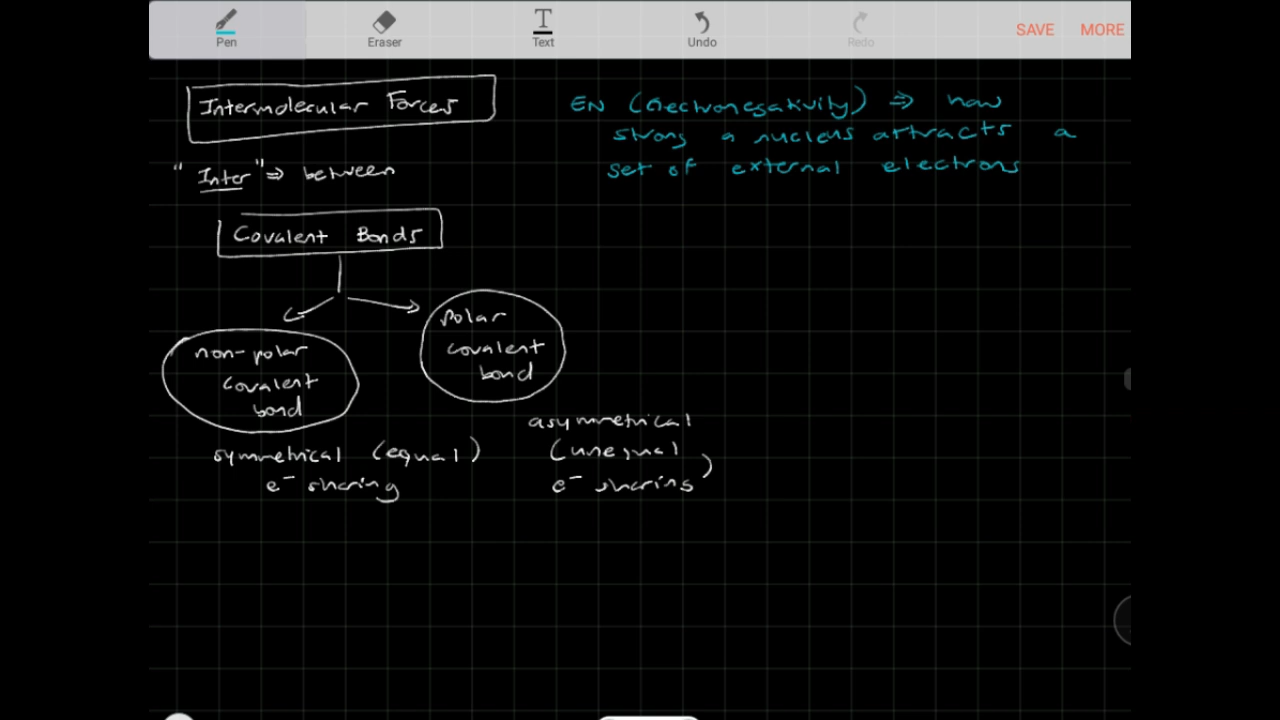 Pen
Eraser
Text
Undo
Redo
SAVE
MORE
Intermolecular Forces
"Inter" ⇒ between
Covalent Bonds
non-polar
covalent
bond
symmetrical (equal)
e⁻ sharing
polar
covalent
bond
asymmetrical
(unequal
e⁻ sharing)
EN (electronegativity) ⇒ how
strong a nucleus attracts a
set of external electrons